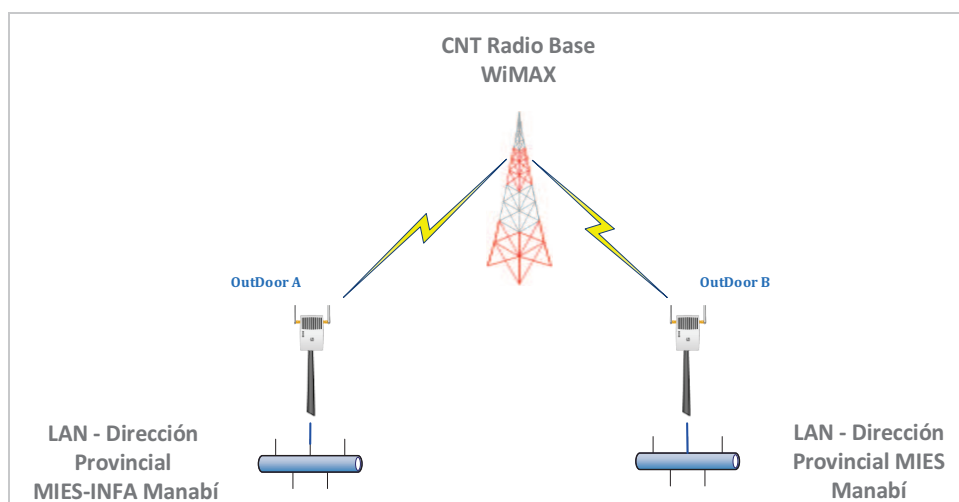 CNT Radio Base
WiMAX
OutDoor A
OutDoor B
LAN - Dirección
Provincial
MIES-INFA Manabí
LAN - Dirección
Provincial MIES
Manabí